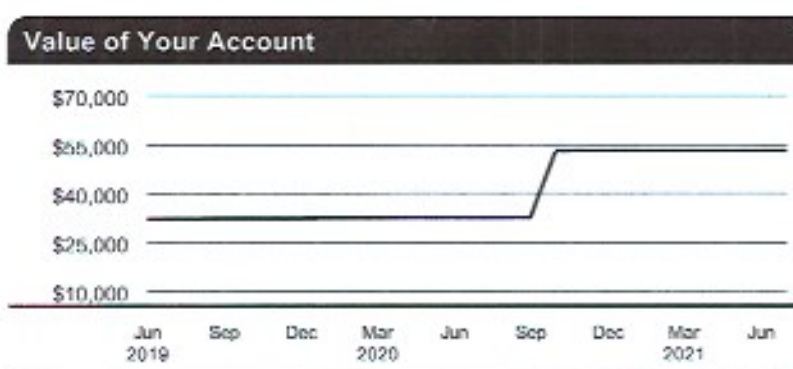 Value of Your Account
$70,000
$55,000
$40,000
$25,000
$10,000
Jun Sep Dec Mar Jun Sep Dec Mar Jun
2019 2020 2021